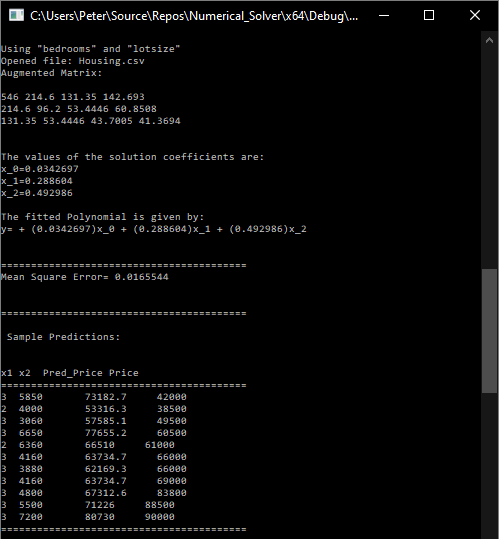 C:\Users\Peter\Source\Repos\Numerical_Solver\x64\Debug\...
Using "bedrooms" and "lotsize"
Opened file: Housing.csv
Augmented Matrix:
546 214.6 131.35 142.693
214.6 96.2 53.4446 60.8508
131.35 53.4446 43.7005 41.3694
The values of the solution coefficients are:
x_0=0.0342697
x_1=0.288604
x_2=0.492986
The fitted Polynomial is given by:
y= + (0.0342697)x_0 + (0.288604)x_1 + (0.492986)x_2
=========================================
Mean Square Error= 0.0165544
=========================================
Sample Predictions:
x1 x2  Pred_Price Price
=========================================
3  5850       73182.7     42000
2  4000       53316.3     38500
3  3060       57585.1     49500
3  6650       77655.2     60500
2  6360       66510     61000
3  4160       63734.7     66000
3  3880       62169.3     66000
3  4160       63734.7     69000
3  4800       67312.6     83800
3  5500       71226     88500
3  7200       80730     90000
=========================================